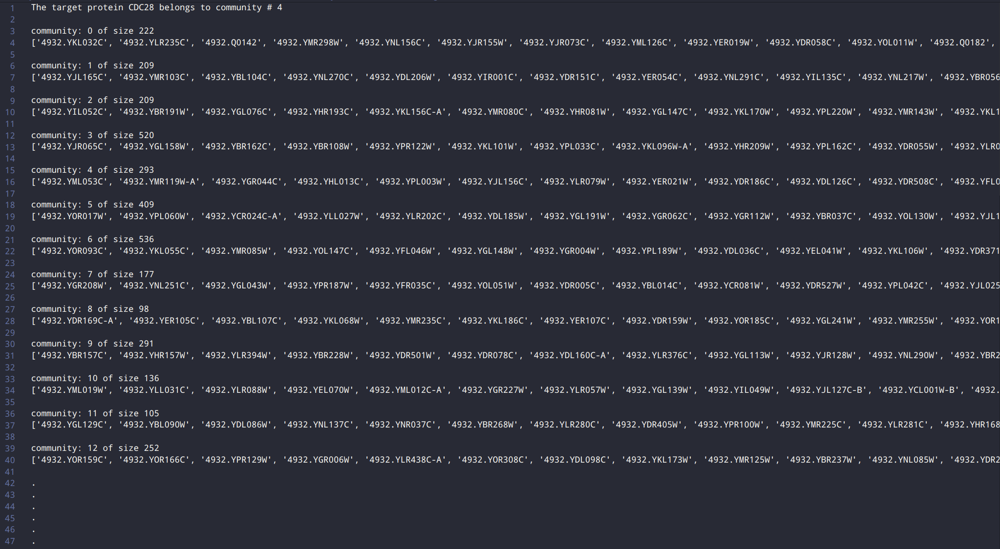 1 The target protein CDC28 belongs to community # 4
2
3 community: 0 of size 222
4 ['4932.YKL032C', '4932.YLR235C', '4932.Q0142', '4932.YMR298W', '4932.YNL156C', '4932.YJR155W', '4932.YJR073C', '4932.YML126C', '4932.YER019W', '4932.YDR058C', '4932.YOL011W', '4932.Q0182',
5
6 community: 1 of size 209
7 ['4932.YJL165C', '4932.YMR103C', '4932.YBL104C', '4932.YNL270C', '4932.YDL206W', '4932.YIR001C', '4932.YDR151C', '4932.YER054C', '4932.YNL291C', '4932.YIL135C', '4932.YNL217W', '4932.YBR056
8
9 community: 2 of size 209
10 ['4932.YIL052C', '4932.YBR191W', '4932.YGL076C', '4932.YHR193C', '4932.YKL156C-A', '4932.YMR080C', '4932.YHR081W', '4932.YGL147C', '4932.YKL170W', '4932.YPL220W', '4932.YMR143W', '4932.YKL1
11
12 community: 3 of size 520
13 ['4932.YJR065C', '4932.YGL158W', '4932.YBR162C', '4932.YBR108W', '4932.YPR122W', '4932.YKL101W', '4932.YPL033C', '4932.YKL096W-A', '4932.YHR209W', '4932.YPL162C', '4932.YDR055W', '4932.YLR0
14
15 community: 4 of size 293
16 ['4932.YML053C', '4932.YMR119W-A', '4932.YGR044C', '4932.YHL013C', '4932.YPL003W', '4932.YJL156C', '4932.YLR079W', '4932.YER021W', '4932.YDR186C', '4932.YDL126C', '4932.YDR508C', '4932.YFL0
17
18 community: 5 of size 409
19 ['4932.YOR017W', '4932.YPL060W', '4932.YCR024C-A', '4932.YLL027W', '4932.YLR202C', '4932.YDL185W', '4932.YGL191W', '4932.YGR062C', '4932.YGR112W', '4932.YBR037C', '4932.YOL130W', '4932.YJL1
20
21 community: 6 of size 536
22 ['4932.YOR093C', '4932.YKL055C', '4932.YMR085W', '4932.YOL147C', '4932.YFL046W', '4932.YGL148W', '4932.YGR004W', '4932.YPL189W', '4932.YDL036C', '4932.YEL041W', '4932.YKL106W', '4932.YDR371
23
24 community: 7 of size 177
25 ['4932.YGR208W', '4932.YNL251C', '4932.YGL043W', '4932.YPR187W', '4932.YFR035C', '4932.YOL051W', '4932.YDR005C', '4932.YBL014C', '4932.YCR081W', '4932.YDR527W', '4932.YPL042C', '4932.YJL025
26
27 community: 8 of size 98
28 ['4932.YDR169C-A', '4932.YER105C', '4932.YBL107C', '4932.YKL068W', '4932.YMR235C', '4932.YKL186C', '4932.YER107C', '4932.YDR159W', '4932.YOR185C', '4932.YGL241W', '4932.YMR255W', '4932.YOR1
29
30 community: 9 of size 291
31 ['4932.YBR157C', '4932.YHR157W', '4932.YLR394W', '4932.YBR228W', '4932.YDR501W', '4932.YDR078C', '4932.YDL160C-A', '4932.YLR376C', '4932.YGL113W', '4932.YJR128W', '4932.YNL290W', '4932.YBR2
32
33 community: 10 of size 136
34 ['4932.YML019W', '4932.YLL031C', '4932.YLR088W', '4932.YEL070W', '4932.YML012C-A', '4932.YGR227W', '4932.YLR057W', '4932.YGL139W', '4932.YIL049W', '4932.YJL127C-B', '4932.YCL001W-B', '4932.
35
36 community: 11 of size 105
37 ['4932.YGL129C', '4932.YBL090W', '4932.YDL086W', '4932.YNL137C', '4932.YNR037C', '4932.YBR268W', '4932.YLR280C', '4932.YDR405W', '4932.YPR100W', '4932.YMR225C', '4932.YLR281C', '4932.YHR168
38
39 community: 12 of size 252
40 ['4932.YOR159C', '4932.YOR166C', '4932.YPR129W', '4932.YGR006W', '4932.YLR438C-A', '4932.YOR308C', '4932.YDL098C', '4932.YKL173W', '4932.YMR125W', '4932.YBR237W', '4932.YNL085W', '4932.YDR2
41
42 .
43 .
44 .
45 .
46 .
47 .